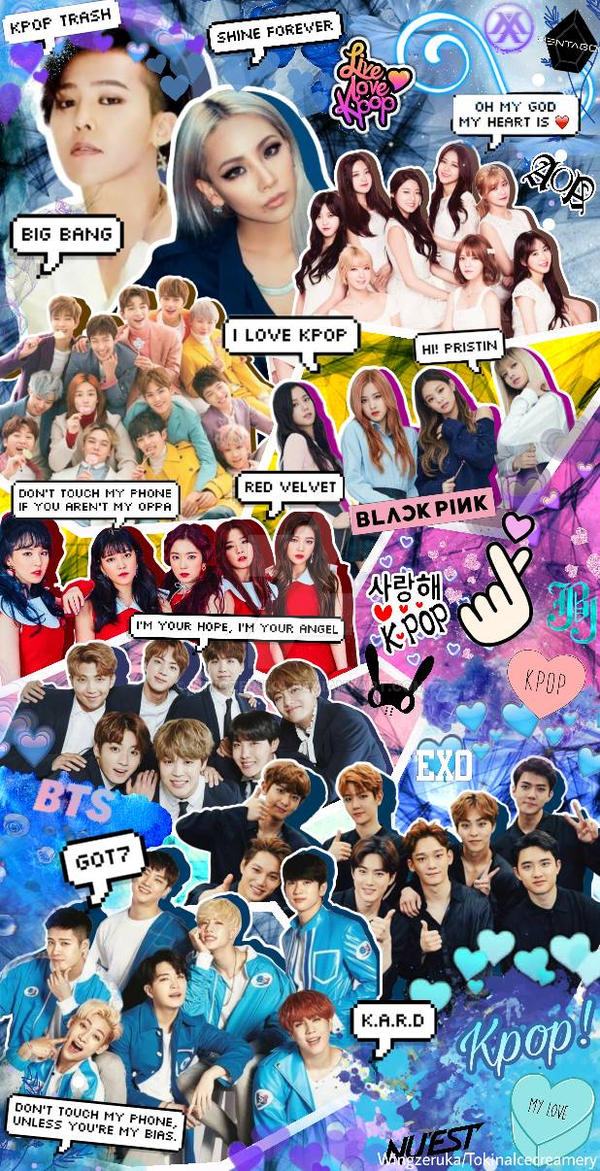 KPOP TRASH
SHINE FOREVER
Live
love
Kpop
PENTAGO
OH MY GOD
MY HEART IS ❤
AOA
BIG BANG
I LOVE KPOP
HI! PRISTIN
DON'T TOUCH MY PHONE
IF YOU AREN'T MY OPPA
RED VELVET
BLACKPINK
사랑해
K-POP
I'M YOUR HOPE, I'M YOUR ANGEL
KPOP
EXO
BTS
GOT7
K.A.R.D
Kpop!
MY LOVE
DON'T TOUCH MY PHONE,
UNLESS YOU'RE MY BIAS.
NU'EST
Wingzeruka/TokinaIcecreamery